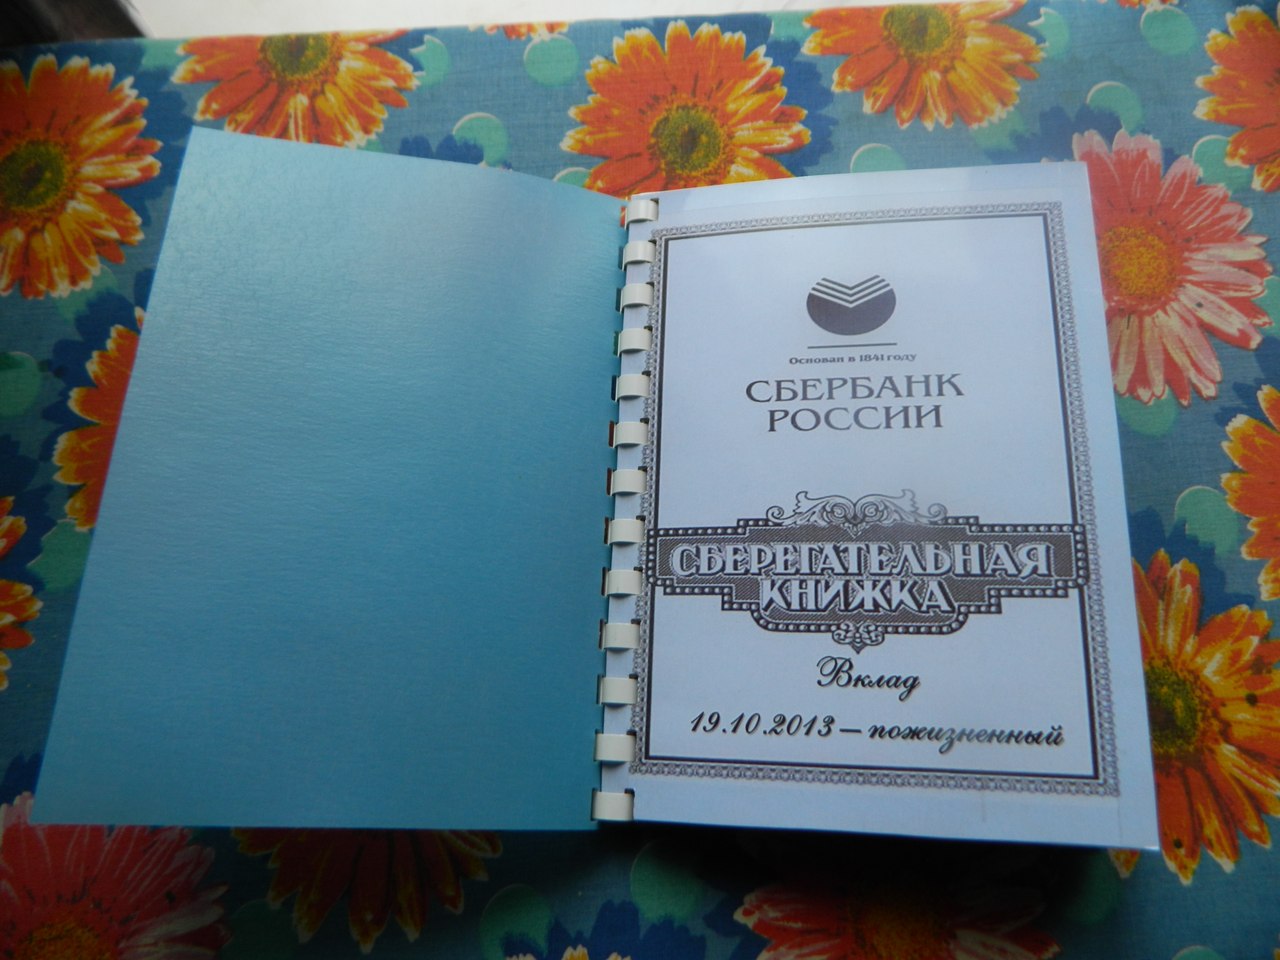 Основан в 1841 году
СБЕРБАНК
РОССИИ
СБЕРЕГАТЕЛЬНАЯ
КНИЖКА
Вклад
19.10.2013 – пожизненный